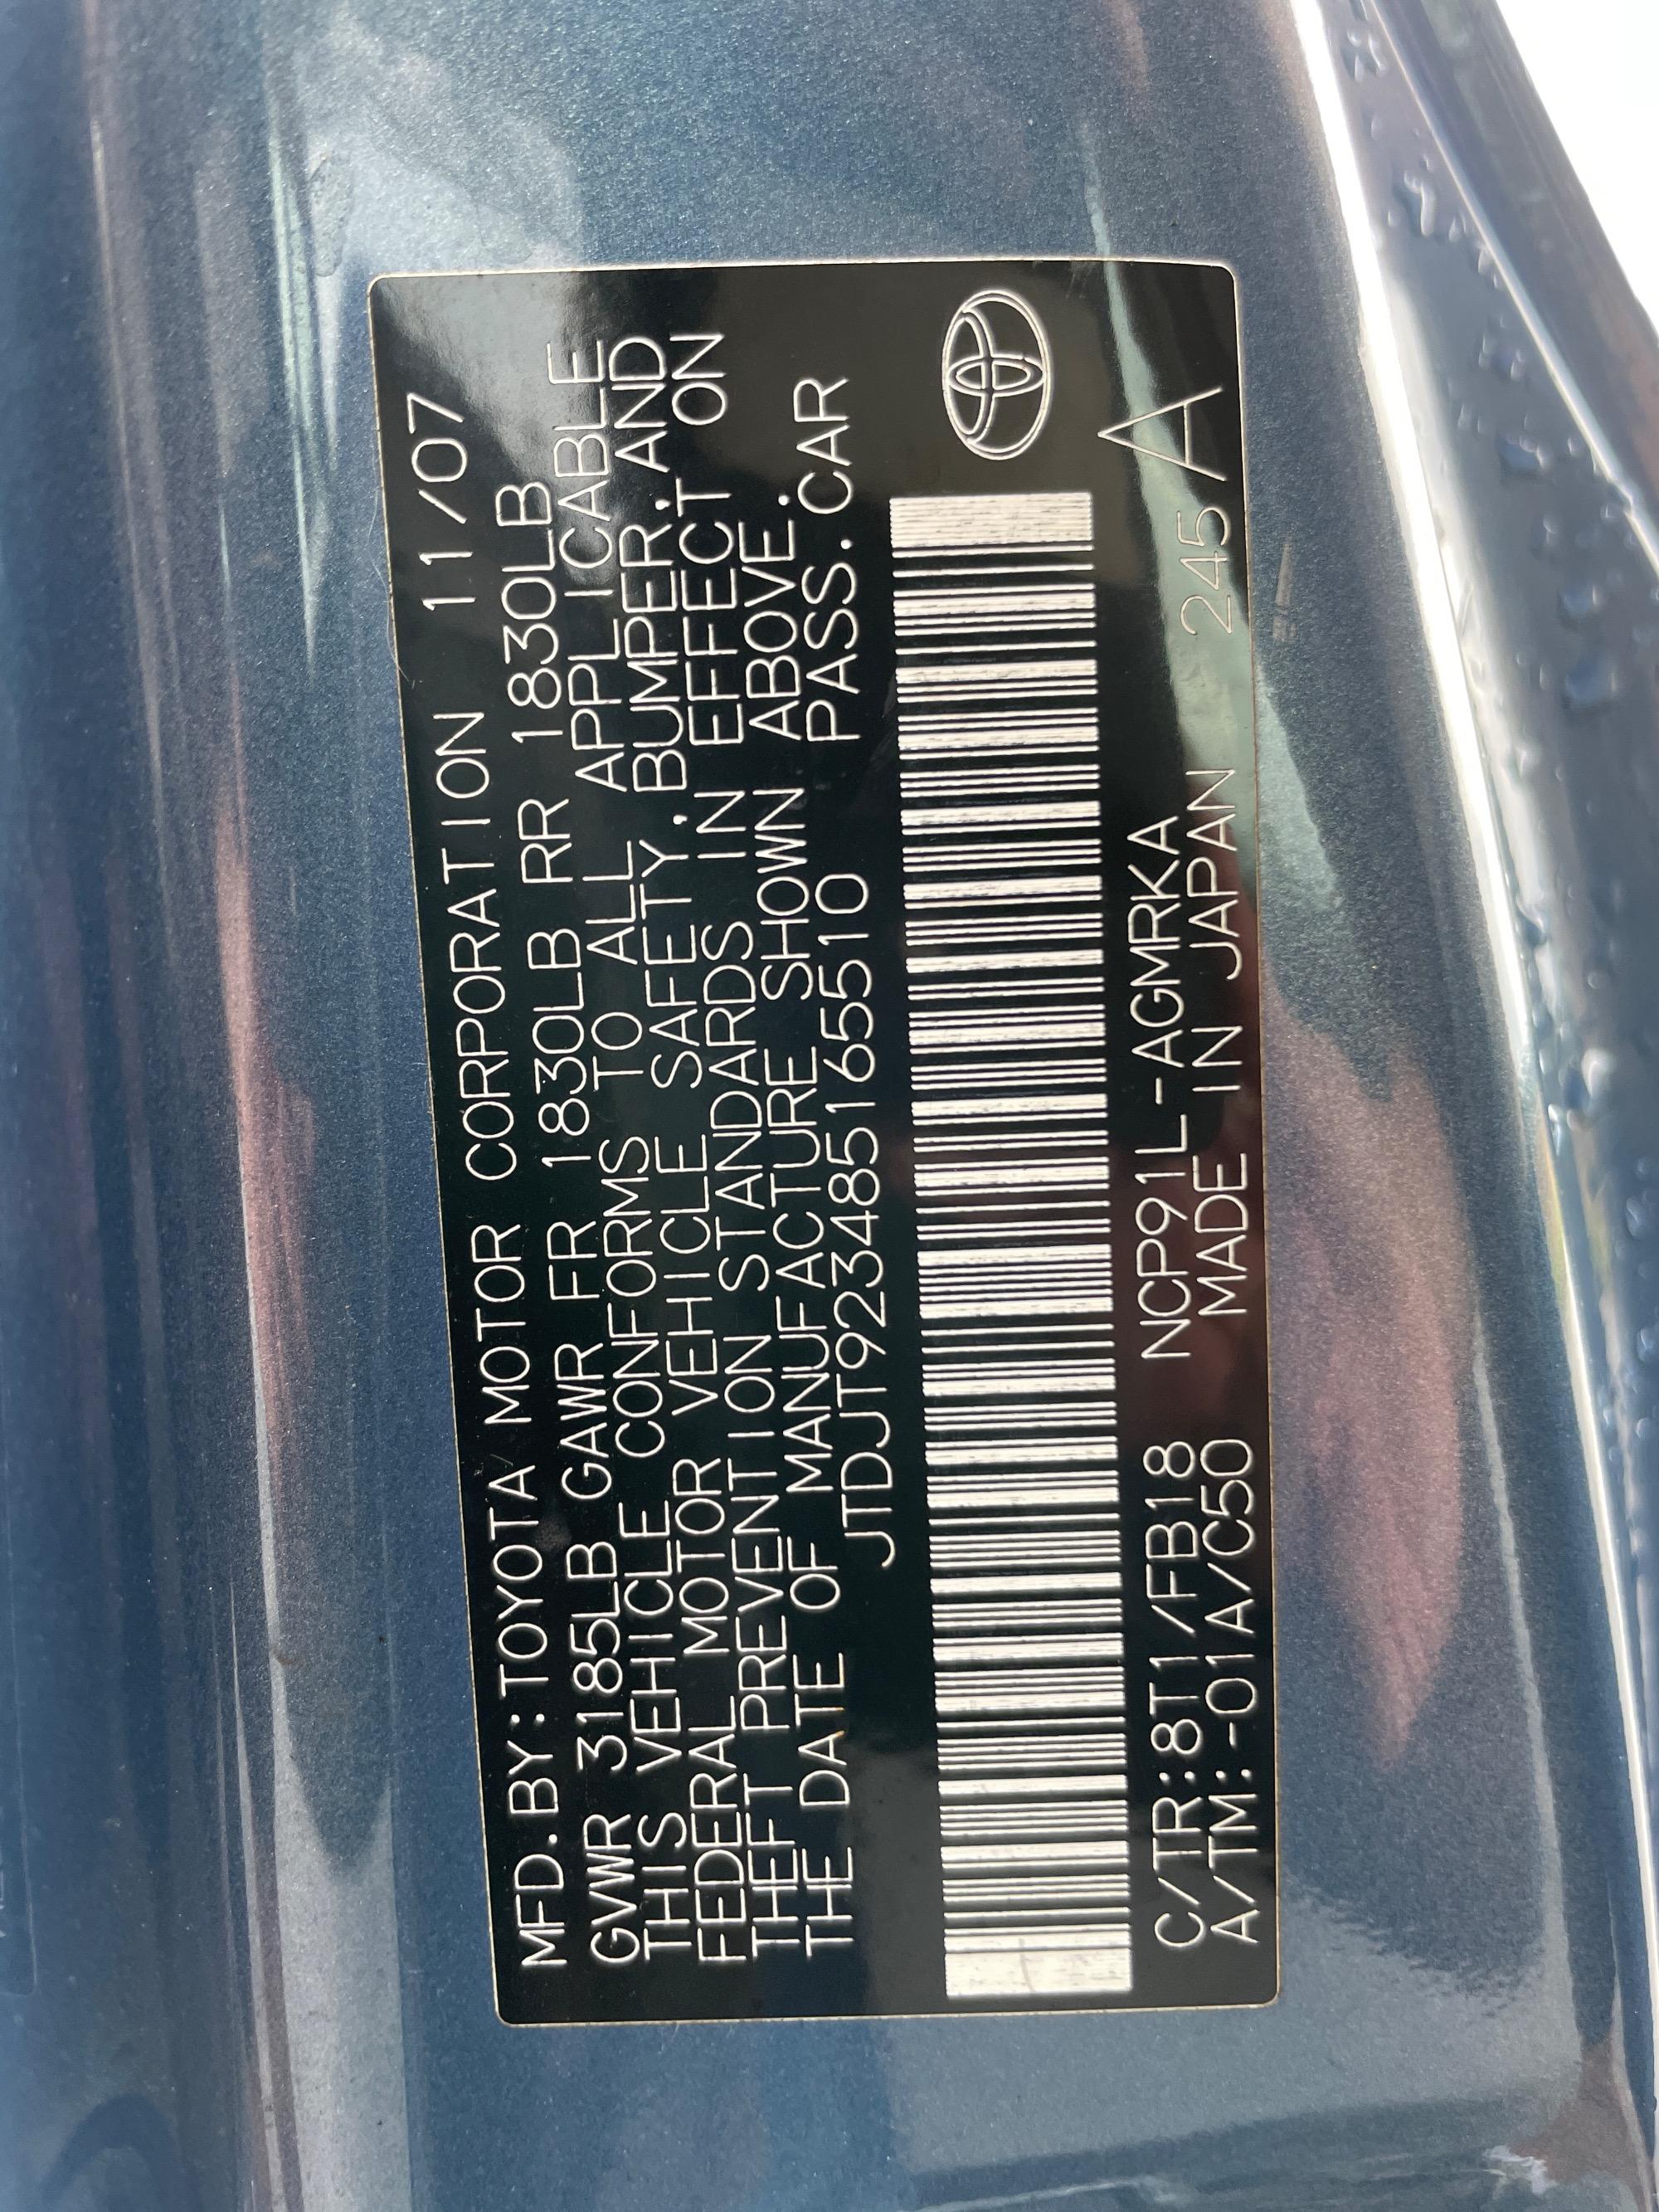 MFD.BY:TOYOTA MOTOR CORPORATION 11/07
GVWR 3185LB GAWR FR 1830LB RR 1830LB
THIS VEHICLE CONFORMS TO ALL APPLICABLE
FEDERAL MOTOR VEHICLE SAFETY,BUMPER,AND
THEFT PREVENTION STANDARDS IN EFFECT ON
THE DATE OF MANUFACTURE SHOWN ABOVE.
JTDJT923485165510 PASS.CAR
C/TR:8T1/FB18 NCP91L-AGMRKA
A/TM:-01A/C50 MADE IN JAPAN 245 A